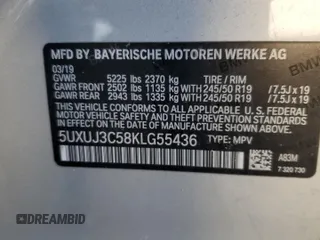 MFD BY BAYERISCHE MOTOREN WERKE AG
03/19
GVWR 5225 lbs 2370 kg TIRE / RIM
GAWR FRONT 2502 lbs 1135 kg WITH 245/50 R19 /7.5J x 19
GAWR REAR 2943 lbs 1335 kg WITH 245/50 R19 /7.5J x 19
THIS VEHICLE CONFORMS TO ALL APPLICABLE FEDERAL MOTOR VEHICLE SAFETY, BUMPER AND THEFT PREVENTION STANDARDS IN EFFECT ON THE DATE OF MANUFACTURE SHOWN ABOVE.
5UXUJ3C58KLG55436 TYPE: MPV
A83M
7 320 730
DREAMBID